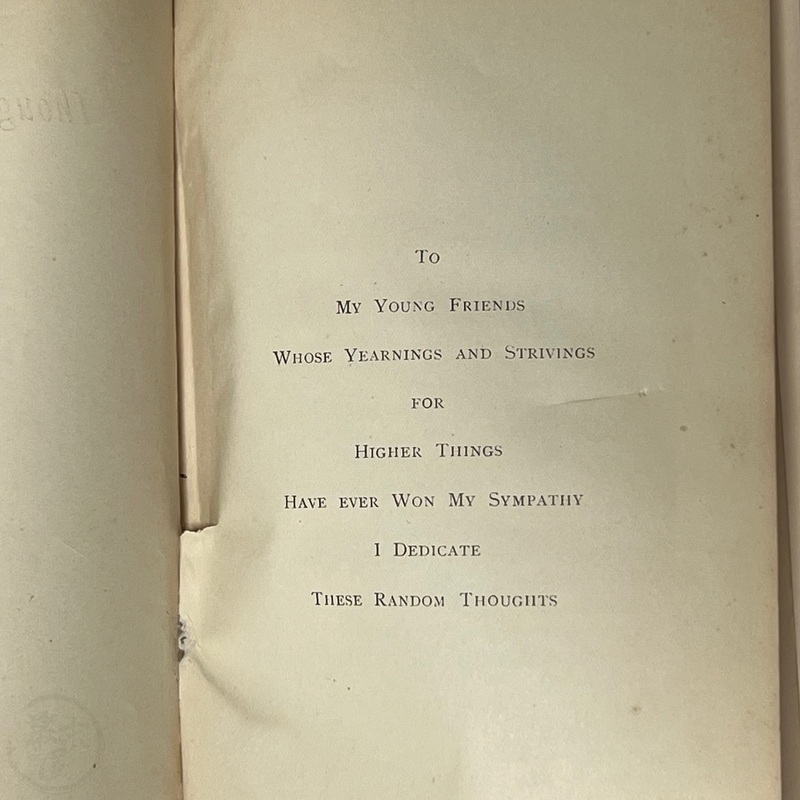 To
My Young Friends
Whose Yearnings and Strivings
for
Higher Things
Have ever Won My Sympathy
I Dedicate
These Random Thoughts